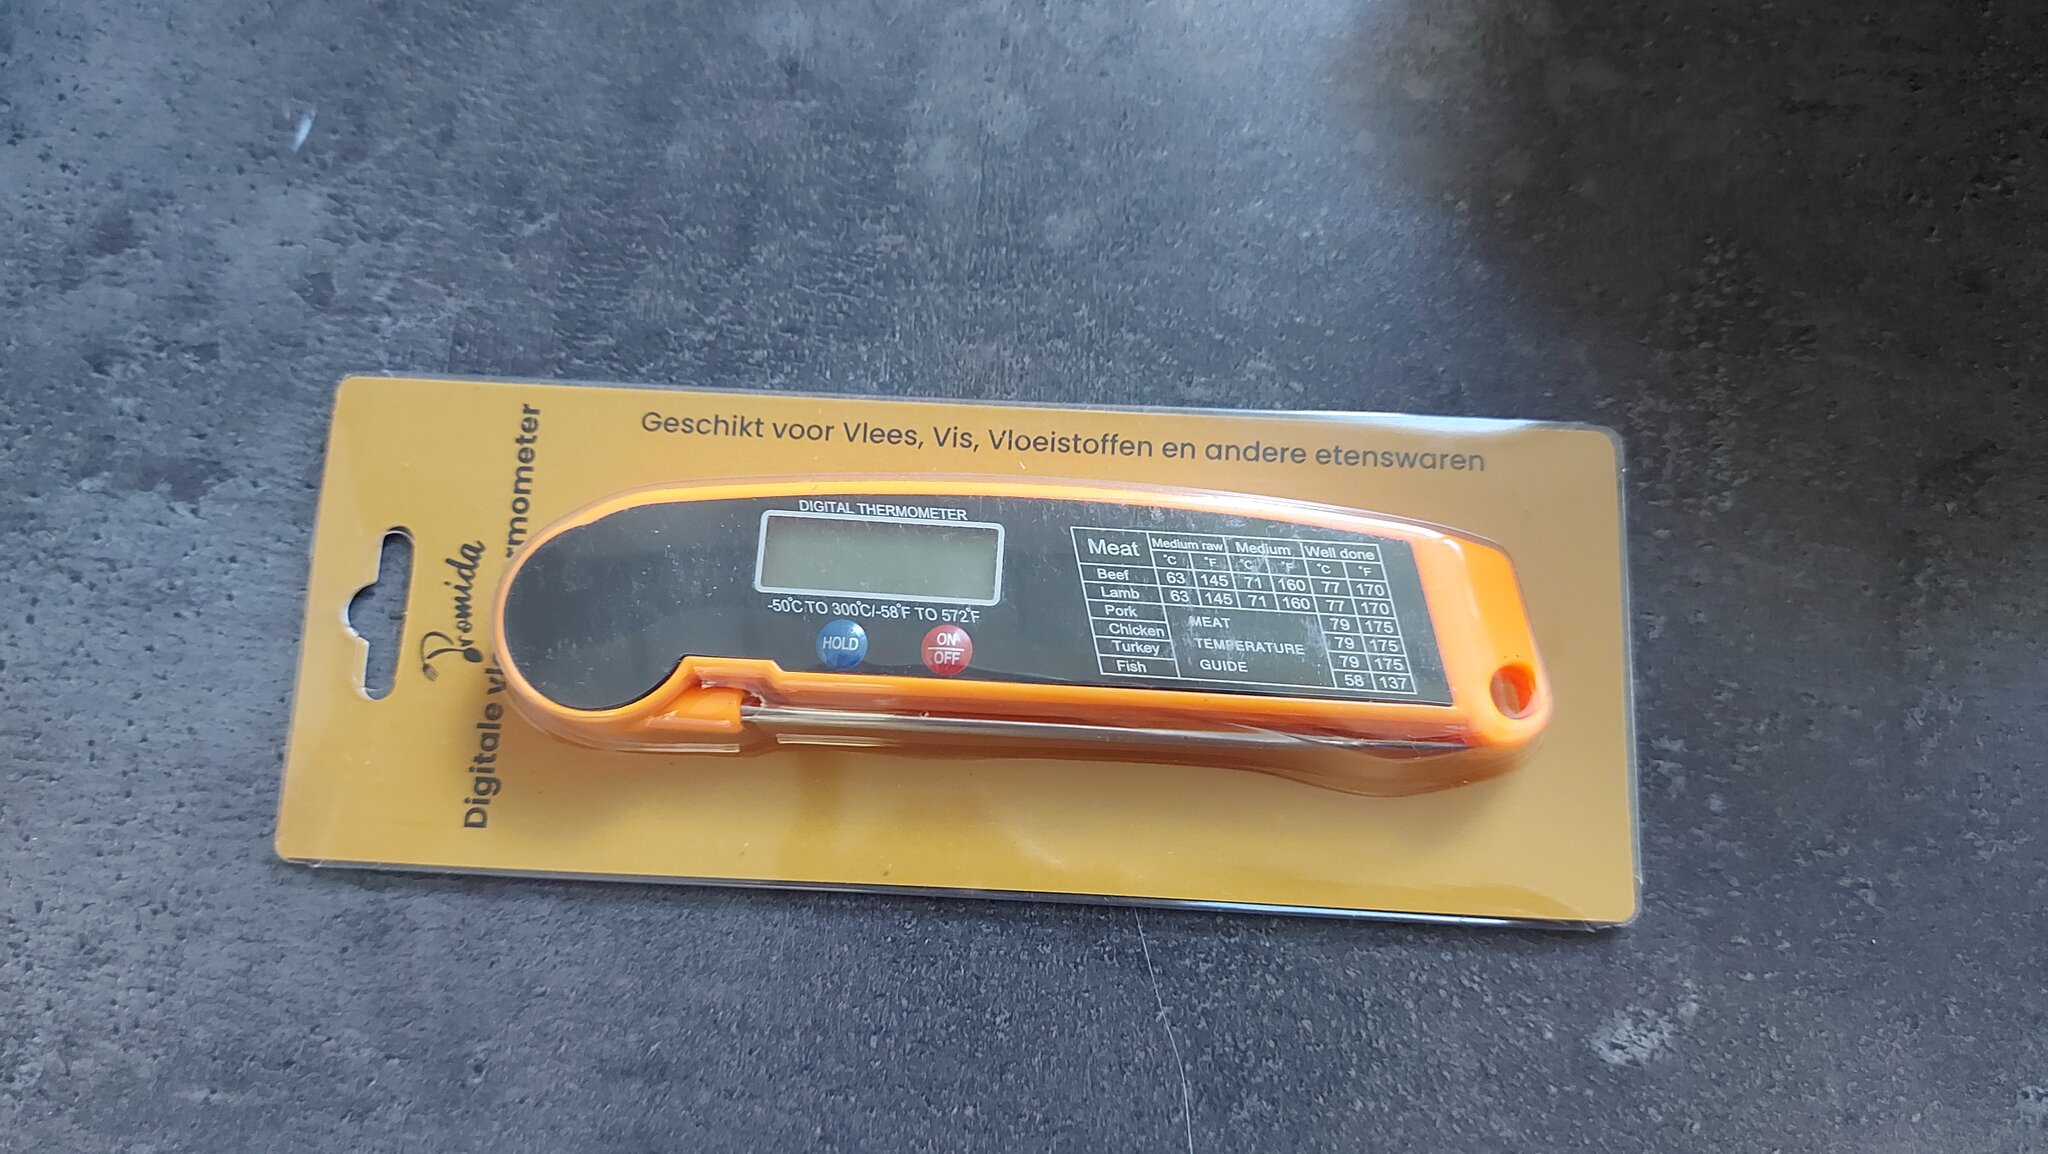 Geschikt voor Vlees, Vis, Vloeistoffen en andere etenswaren
Promida
Digitale vl rmometer
DIGITAL THERMOMETER
-50°C TO 300°C/-58°F TO 572°F
HOLD
ON
OFF
Meat Medium raw Medium Well done
°C °F °C °F °C °F
Beef 63 145 71 160 77 170
Lamb 63 145 71 160 77 170
Pork 79 175
Chicken 79 175
Turkey 79 175
Fish 58 137
MEAT
TEMPERATURE
GUIDE